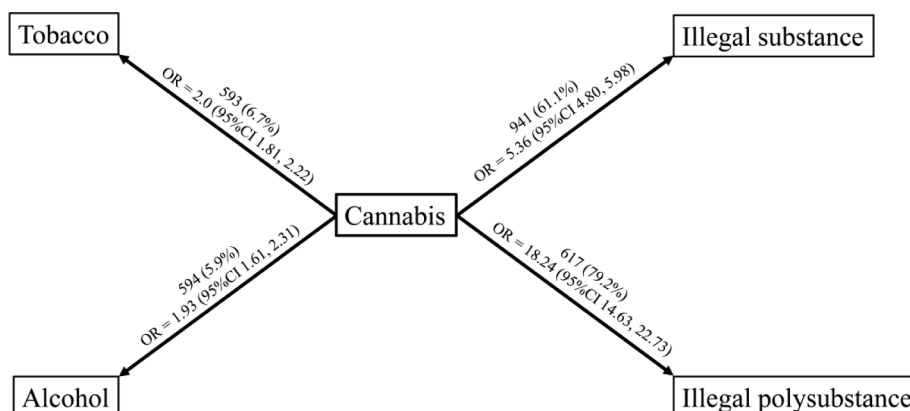 Tobacco
Illegal substance
593 (6.7%)
OR = 2.0 (95%CI 1.81, 2.22)
941 (61.1%)
OR = 5.36 (95%CI 4.80, 5.98)
Cannabis
594 (5.9%)
OR = 1.93 (95%CI 1.61, 2.31)
617 (79.2%)
OR = 18.24 (95%CI 14.63, 22.73)
Alcohol
Illegal polysubstance